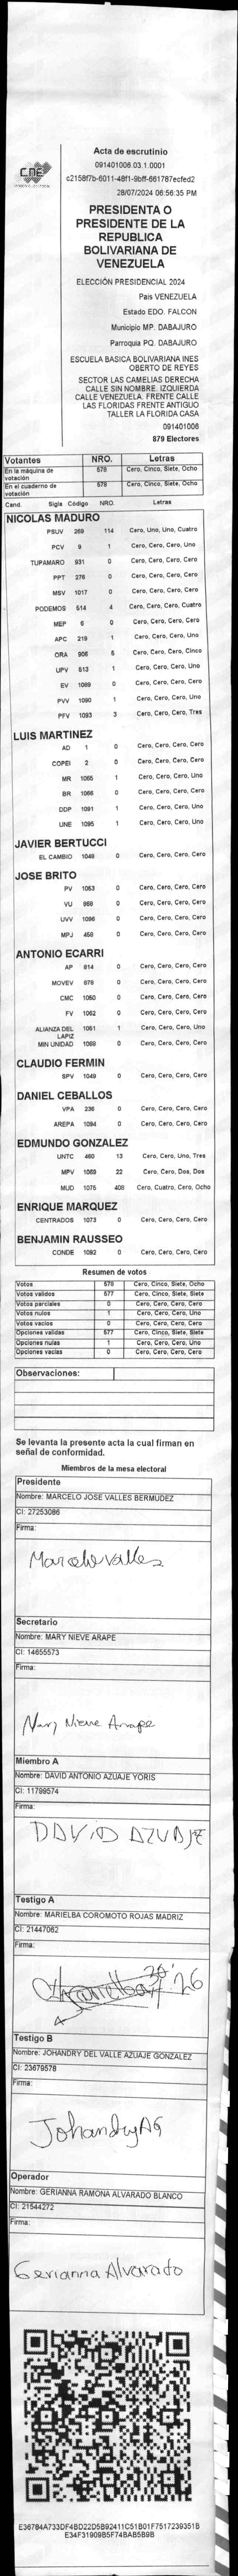 CNE
Acta de escrutinio
091401006.03.1.0001
c2158f7b-6011-48f1-9bff-661787ecfed2
28/07/2024 06:56:35 PM
PRESIDENTA O
PRESIDENTE DE LA
REPUBLICA
BOLIVARIANA DE
VENEZUELA
ELECCIÓN PRESIDENCIAL 2024
País VENEZUELA
Estado EDO. FALCON
Municipio MP. DABAJURO
Parroquia PQ. DABAJURO
ESCUELA BASICA BOLIVARIANA INES
OBERTO DE REYES
SECTOR LAS CAMELIAS DERECHA
CALLE SIN NOMBRE. IZQUIERDA
CALLE VENEZUELA. FRENTE CALLE
LAS FLORIDAS FRENTE ANTIGUO
TALLER LA FLORIDA CASA
091401006
879 Electores
Votantes NRO. Letras
En la máquina de votación 578 Cero, Cinco, Siete, Ocho
En el cuaderno de votación 578 Cero, Cinco, Siete, Ocho
Cand. Sigla Código NRO. Letras
NICOLAS MADURO
PSUV 269 114 Cero, Uno, Uno, Cuatro
PCV 9 1 Cero, Cero, Cero, Uno
TUPAMARO 931 0 Cero, Cero, Cero, Cero
PPT 276 0 Cero, Cero, Cero, Cero
MSV 1017 0 Cero, Cero, Cero, Cero
PODEMOS 514 4 Cero, Cero, Cero, Cuatro
MEP 6 0 Cero, Cero, Cero, Cero
APC 219 1 Cero, Cero, Cero, Uno
ORA 906 5 Cero, Cero, Cero, Cinco
UPV 513 1 Cero, Cero, Cero, Uno
EV 1089 0 Cero, Cero, Cero, Cero
PVV 1090 1 Cero, Cero, Cero, Uno
PFV 1093 3 Cero, Cero, Cero, Tres
LUIS MARTINEZ
AD 1 0 Cero, Cero, Cero, Cero
COPEI 2 0 Cero, Cero, Cero, Cero
MR 1065 1 Cero, Cero, Cero, Uno
BR 1066 0 Cero, Cero, Cero, Cero
DDP 1091 1 Cero, Cero, Cero, Uno
UNE 1095 1 Cero, Cero, Cero, Uno
JAVIER BERTUCCI
EL CAMBIO 1048 0 Cero, Cero, Cero, Cero
JOSE BRITO
PV 1053 0 Cero, Cero, Cero, Cero
VU 868 0 Cero, Cero, Cero, Cero
UVV 1096 0 Cero, Cero, Cero, Cero
MPJ 458 0 Cero, Cero, Cero, Cero
ANTONIO ECARRI
AP 814 0 Cero, Cero, Cero, Cero
MOVEV 678 0 Cero, Cero, Cero, Cero
CMC 1050 0 Cero, Cero, Cero, Cero
FV 1052 0 Cero, Cero, Cero, Cero
ALIANZA DEL LAPIZ 1051 1 Cero, Cero, Cero, Uno
MIN UNIDAD 1068 0 Cero, Cero, Cero, Cero
CLAUDIO FERMIN
SPV 1049 0 Cero, Cero, Cero, Cero
DANIEL CEBALLOS
VPA 236 0 Cero, Cero, Cero, Cero
AREPA 1094 0 Cero, Cero, Cero, Cero
EDMUNDO GONZALEZ
UNTC 460 13 Cero, Cero, Uno, Tres
MPV 1069 22 Cero, Cero, Dos, Dos
MUD 1075 408 Cero, Cuatro, Cero, Ocho
ENRIQUE MARQUEZ
CENTRADOS 1073 0 Cero, Cero, Cero, Cero
BENJAMIN RAUSSEO
CONDE 1092 0 Cero, Cero, Cero, Cero
Resumen de votos
Votos 578 Cero, Cinco, Siete, Ocho
Votos validos 577 Cero, Cinco, Siete, Siete
Votos parciales 0 Cero, Cero, Cero, Cero
Votos nulos 1 Cero, Cero, Cero, Uno
Votos vacios 0 Cero, Cero, Cero, Cero
Opciones validas 577 Cero, Cinco, Siete, Siete
Opciones nulas 1 Cero, Cero, Cero, Uno
Opciones vacias 0 Cero, Cero, Cero, Cero
Observaciones:
Se levanta la presente acta la cual firman en
señal de conformidad.
Miembros de la mesa electoral
Presidente
Nombre: MARCELO JOSE VALLES BERMUDEZ
CI: 27253086
Firma:
Marcelo Valles
Secretario
Nombre: MARY NIEVE ARAPE
CI: 14655573
Firma:
Mary Nieve Arape
Miembro A
Nombre: DAVID ANTONIO AZUAJE YORIS
CI: 11789574
Firma:
DAVID AZUAJE
Testigo A
Nombre: MARIELBA COROMOTO ROJAS MADRIZ
CI: 21447062
Firma:
Testigo B
Nombre: JOHANDRY DEL VALLE AZUAJE GONZALEZ
CI: 23679578
Firma:
JohandryAG
Operador
Nombre: GERIANNA RAMONA ALVARADO BLANCO
CI: 21544272
Firma:
Gerianna Alvarado
E36784A733DF4BD22D5B92411C51B01F7517239351B
E34F31909B5F74BAB5B9B